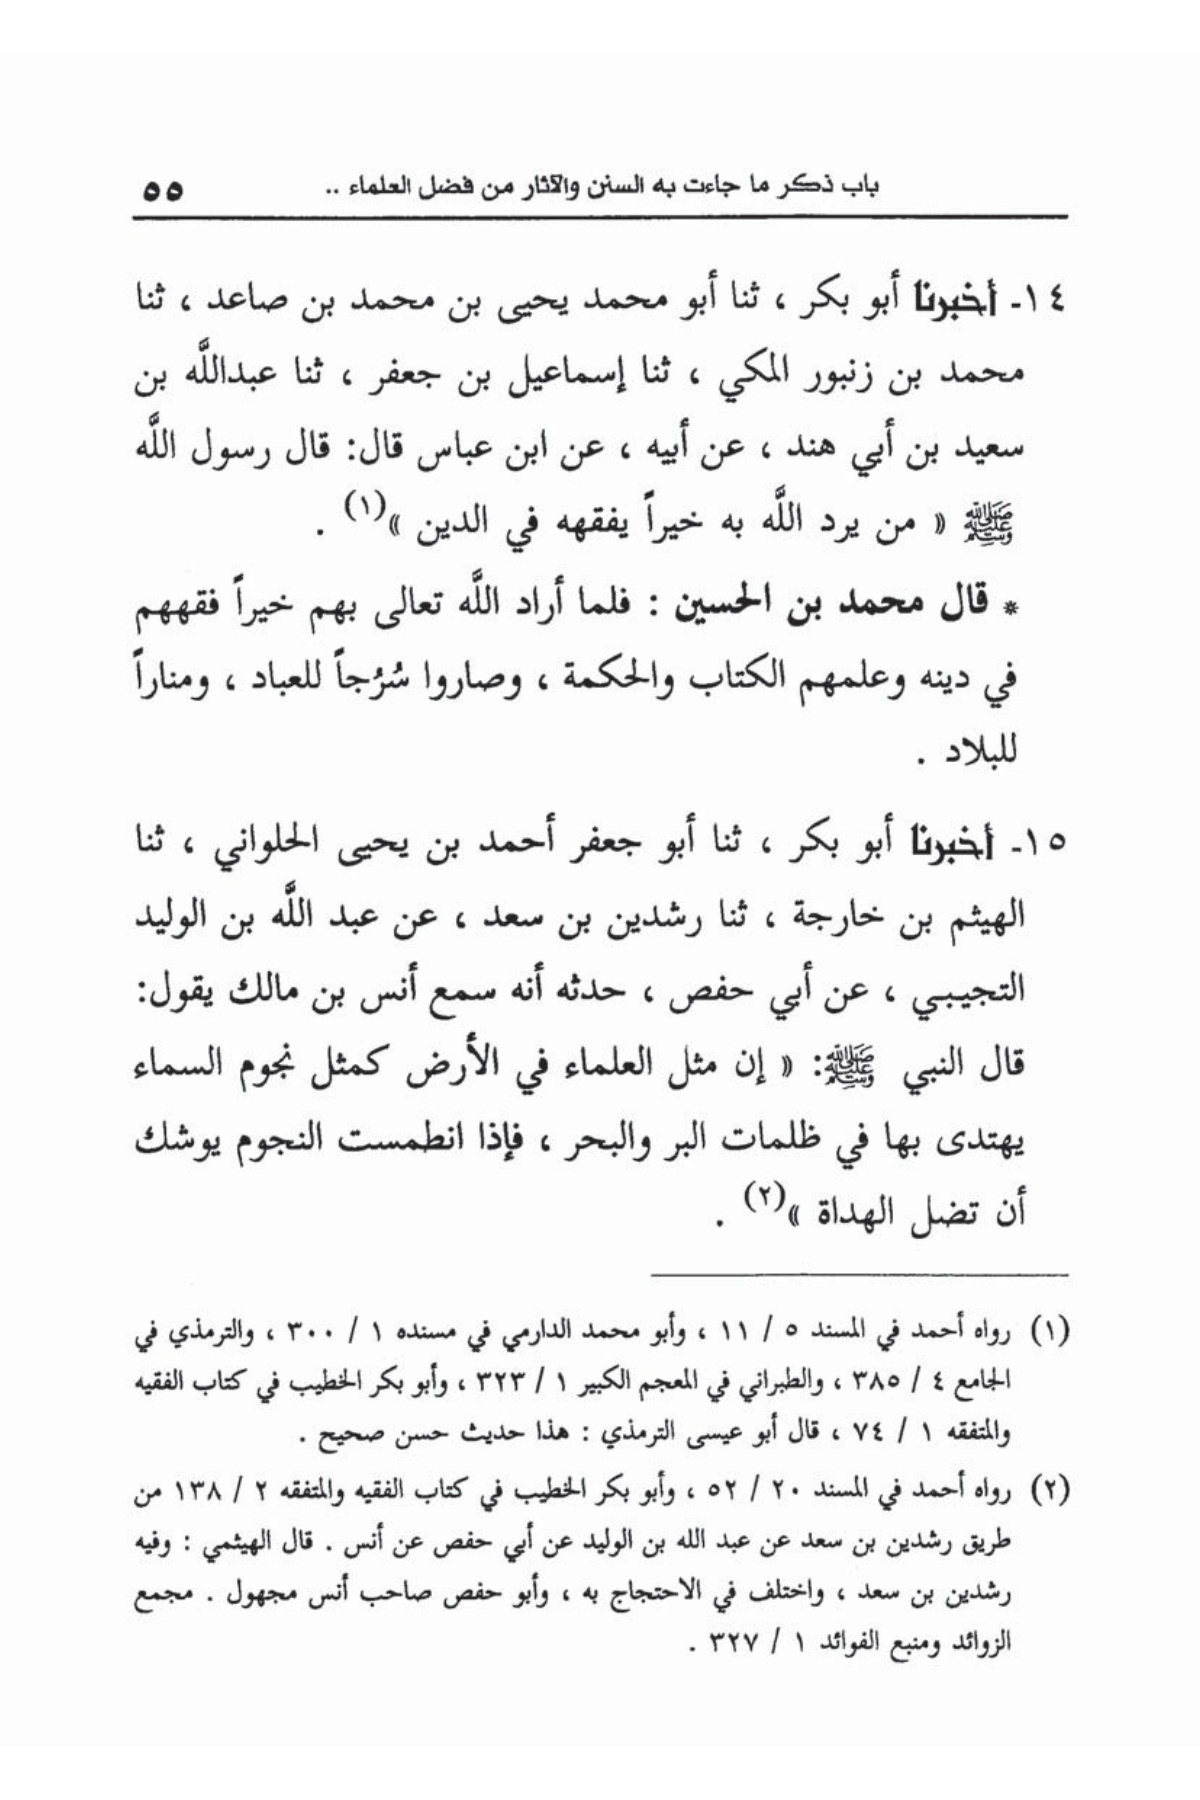 باب ذكر ما جاءت به السنن والآثار من فضل العلماء .. ٥٥
١٤- أخبرنا أبو بكر ، ثنا أبو محمد يحيى بن محمد بن صاعد ، ثنا
محمد بن زنبور المكي ، ثنا إسماعيل بن جعفر ، ثنا عبداللَّه بن
سعيد بن أبي هند ، عن أبيه ، عن ابن عباس قال: قال رسول اللَّه
ﷺ « من يرد اللَّه به خيراً يفقهه في الدين »(١) .
* قال محمد بن الحسين : فلما أراد اللَّه تعالى بهم خيراً فقههم
في دينه وعلمهم الكتاب والحكمة ، وصاروا سُرُجاً للعباد ، ومناراً
للبلاد .
١٥- أخبرنا أبو بكر ، ثنا أبو جعفر أحمد بن يحيى الحلواني ، ثنا
الهيثم بن خارجة ، ثنا رشدين بن سعد ، عن عبد اللَّه بن الوليد
التجيبي ، عن أبي حفص ، حدثه أنه سمع أنس بن مالك يقول:
قال النبي ﷺ: « إن مثل العلماء في الأرض كمثل نجوم السماء
يهتدى بها في ظلمات البر والبحر ، فإذا انطمست النجوم يوشك
أن تضل الهداة »(٢) .
(١) رواه أحمد في المسند ٥ / ١١ ، وأبو محمد الدارمي في مسنده ١ / ٣٠٠ ، والترمذي في
الجامع ٤ / ٣٨٥ ، والطبراني في المعجم الكبير ١ / ٣٢٣ ، وأبو بكر الخطيب في كتاب الفقيه
والمتفقه ١ / ٧٤ ، قال أبو عيسى الترمذي : هذا حديث حسن صحيح .
(٢) رواه أحمد في المسند ٢٠ / ٥٢ ، وأبو بكر الخطيب في كتاب الفقيه والمتفقه ٢ / ١٣٨ من
طريق رشدين بن سعد عن عبد الله بن الوليد عن أبي حفص عن أنس . قال الهيثمي : وفيه
رشدين بن سعد ، واختلف في الاحتجاج به ، وأبو حفص صاحب أنس مجهول . مجمع
الزوائد ومنبع الفوائد ١ / ٣٢٧ .